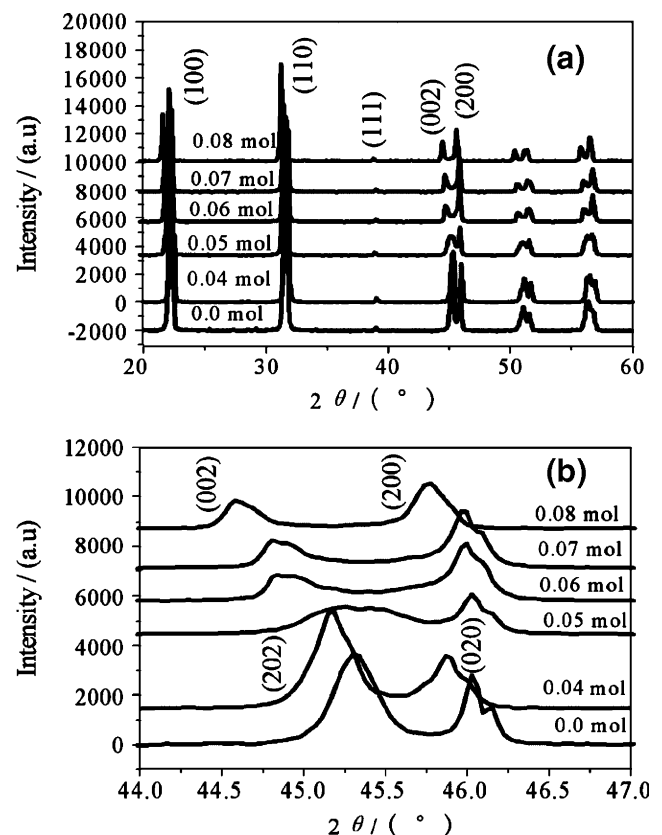 20000
18000
16000
14000
12000
10000
8000
6000
4000
2000
0
-2000
Intensity / (a.u)
(a)
(100)
(110)
(111)
(002)
(200)
0.08 mol
0.07 mol
0.06 mol
0.05 mol
0.04 mol
0.0 mol
20 30 40 50 60
2 θ / ( ° )
12000
10000
8000
6000
4000
2000
0
Intensity / (a.u)
(b)
(002)
(200)
(202)
(020)
0.08 mol
0.07 mol
0.06 mol
0.05 mol
0.04 mol
0.0 mol
44.0 44.5 45.0 45.5 46.0 46.5 47.0
2 θ / ( ° )